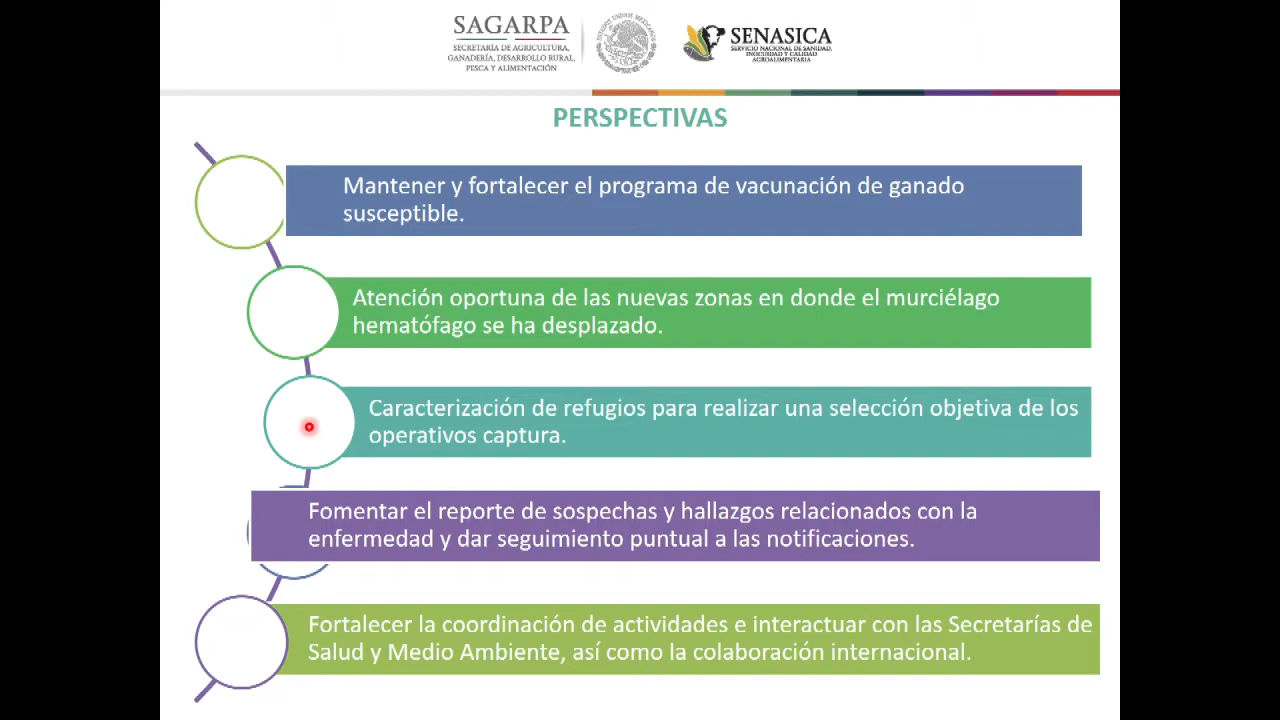 SAGARPA
SECRETARÍA DE AGRICULTURA,
GANADERÍA, DESARROLLO RURAL,
PESCA Y ALIMENTACIÓN
ESTADOS UNIDOS MEXICANOS
SENASICA
SERVICIO NACIONAL DE SANIDAD,
INOCUIDAD Y CALIDAD
AGROALIMENTARIA
PERSPECTIVAS
Mantener y fortalecer el programa de vacunación de ganado
susceptible.
Atención oportuna de las nuevas zonas en donde el murciélago
hematófago se ha desplazado.
Caracterización de refugios para realizar una selección objetiva de los
operativos captura.
Fomentar el reporte de sospechas y hallazgos relacionados con la
enfermedad y dar seguimiento puntual a las notificaciones.
Fortalecer la coordinación de actividades e interactuar con las Secretarías de
Salud y Medio Ambiente, así como la colaboración internacional.